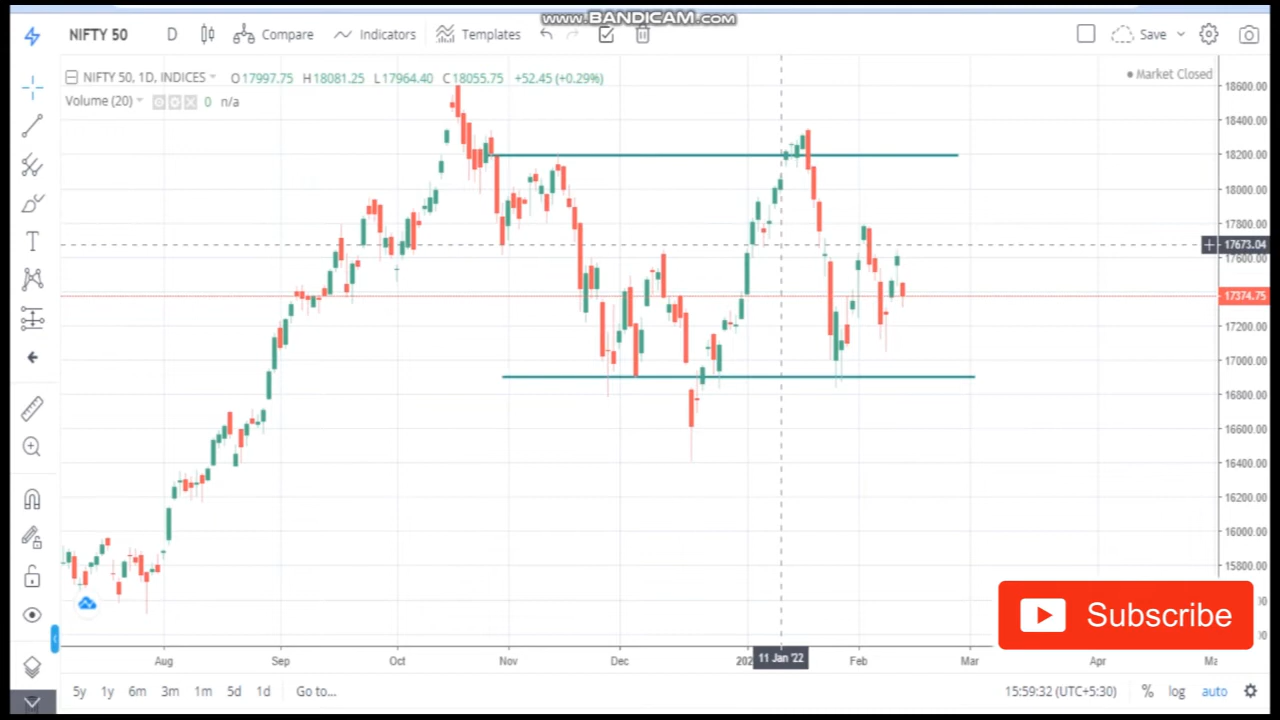 www.BANDICAM.com
NIFTY 50 D Compare Indicators Templates Save
NIFTY 50, 1D, INDICES O17997.75 H18081.25 L17964.40 C18055.75 +52.45 (+0.29%)
Market Closed
Volume (20) 0 n/a
18600.00
18400.00
18200.00
18000.00
17800.00
17673.04
17600.00
17374.75
17200.00
17000.00
16800.00
16600.00
16400.00
16200.00
16000.00
15800.00
Subscribe
Aug Sep Oct Nov Dec 11 Jan '22 Feb Mar Apr
5y 1y 6m 3m 1m 5d 1d Go to... 15:59:32 (UTC+5:30) % log auto